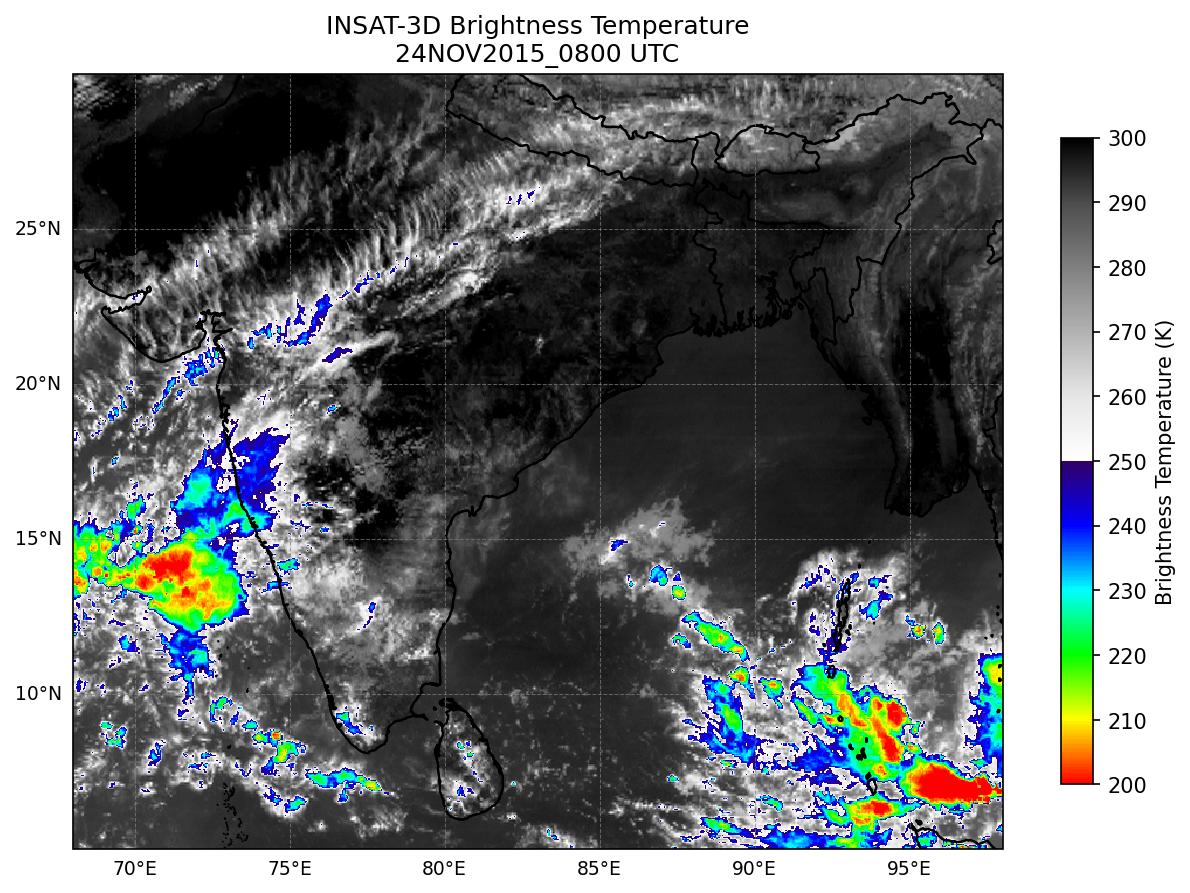 INSAT-3D Brightness Temperature
24NOV2015_0800 UTC
25°N
20°N
15°N
10°N
70°E
75°E
80°E
85°E
90°E
95°E
300
290
280
270
260
250
240
230
220
210
200
Brightness Temperature (K)